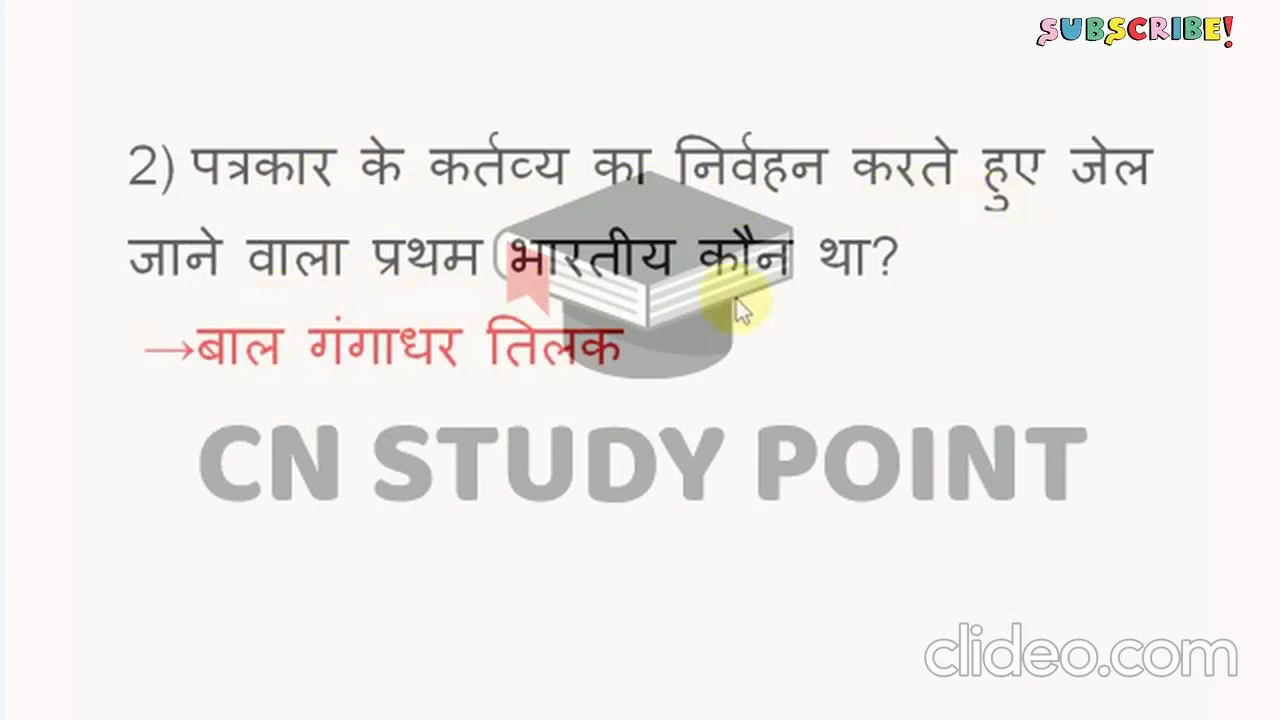 SUBSCRIBE!
2) पत्रकार के कर्तव्य का निर्वहन करते हुए जेल
जाने वाला प्रथम भारतीय कौन था?
→बाल गंगाधर तिलक
CN STUDY POINT
clideo.com